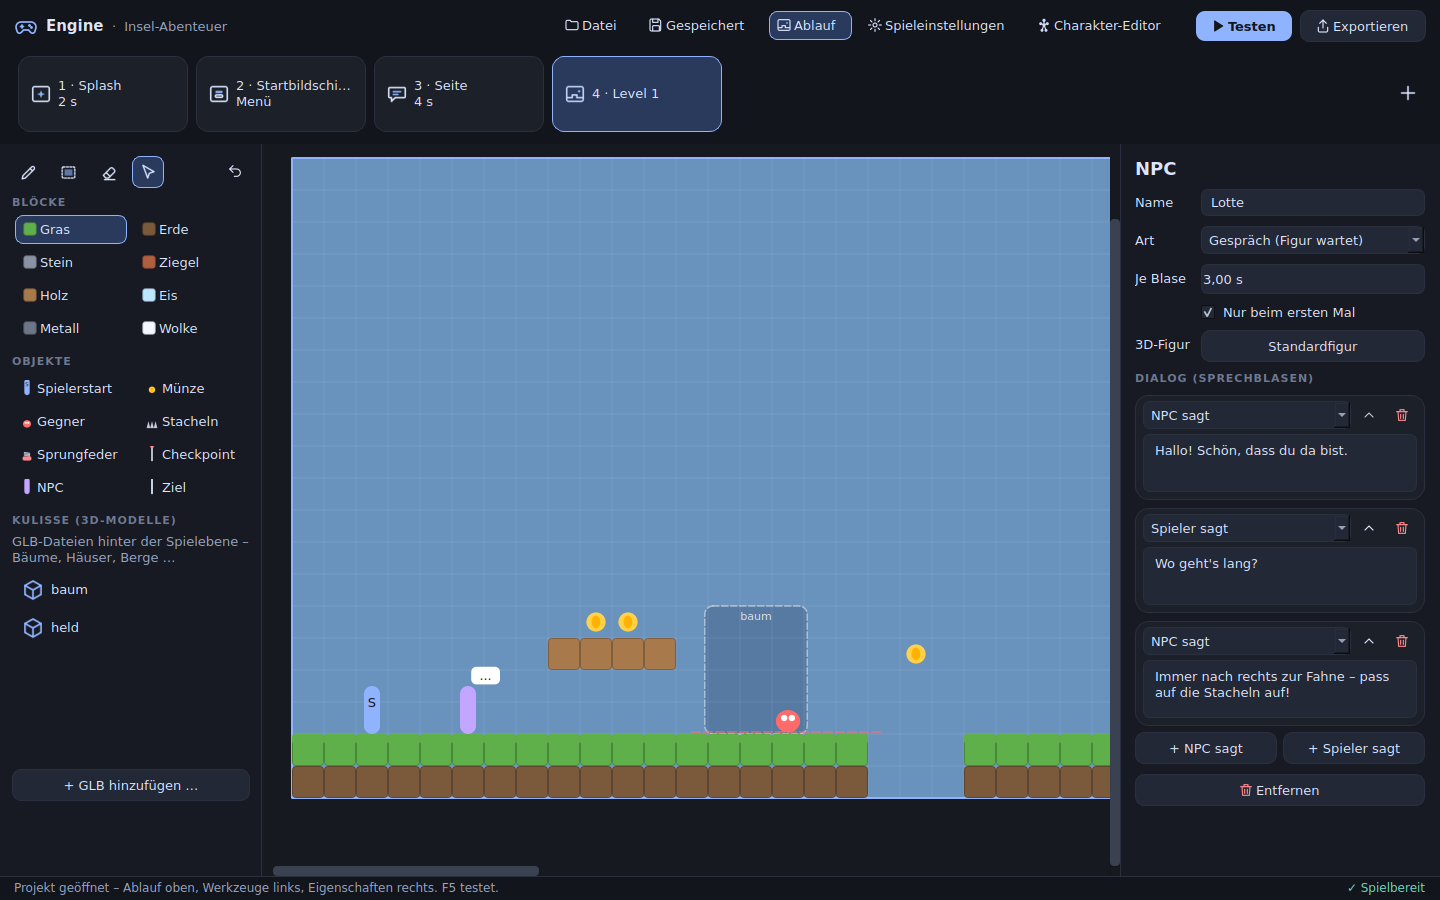 Engine · Insel-Abenteuer
Datei
Gespeichert
Ablauf
Spieleinstellungen
Charakter-Editor
Testen
Exportieren
1 · Splash
2 s
2 · Startbildschi...
Menü
3 · Seite
4 s
4 · Level 1
BLÖCKE
Gras
Erde
Stein
Ziegel
Holz
Eis
Metall
Wolke
OBJEKTE
Spielerstart
Münze
Gegner
Stacheln
Sprungfeder
Checkpoint
NPC
Ziel
KULISSE (3D-MODELLE)
GLB-Dateien hinter der Spielebene –
Bäume, Häuser, Berge ...
baum
held
+ GLB hinzufügen ...
baum
...
S
NPC
Name
Lotte
Art
Gespräch (Figur wartet)
Je Blase
3,00 s
Nur beim ersten Mal
3D-Figur
Standardfigur
DIALOG (SPRECHBLASEN)
NPC sagt
Hallo! Schön, dass du da bist.
Spieler sagt
Wo geht's lang?
NPC sagt
Immer nach rechts zur Fahne – pass
auf die Stacheln auf!
+ NPC sagt
+ Spieler sagt
Entfernen
Projekt geöffnet – Ablauf oben, Werkzeuge links, Eigenschaften rechts. F5 testet.
✓ Spielbereit